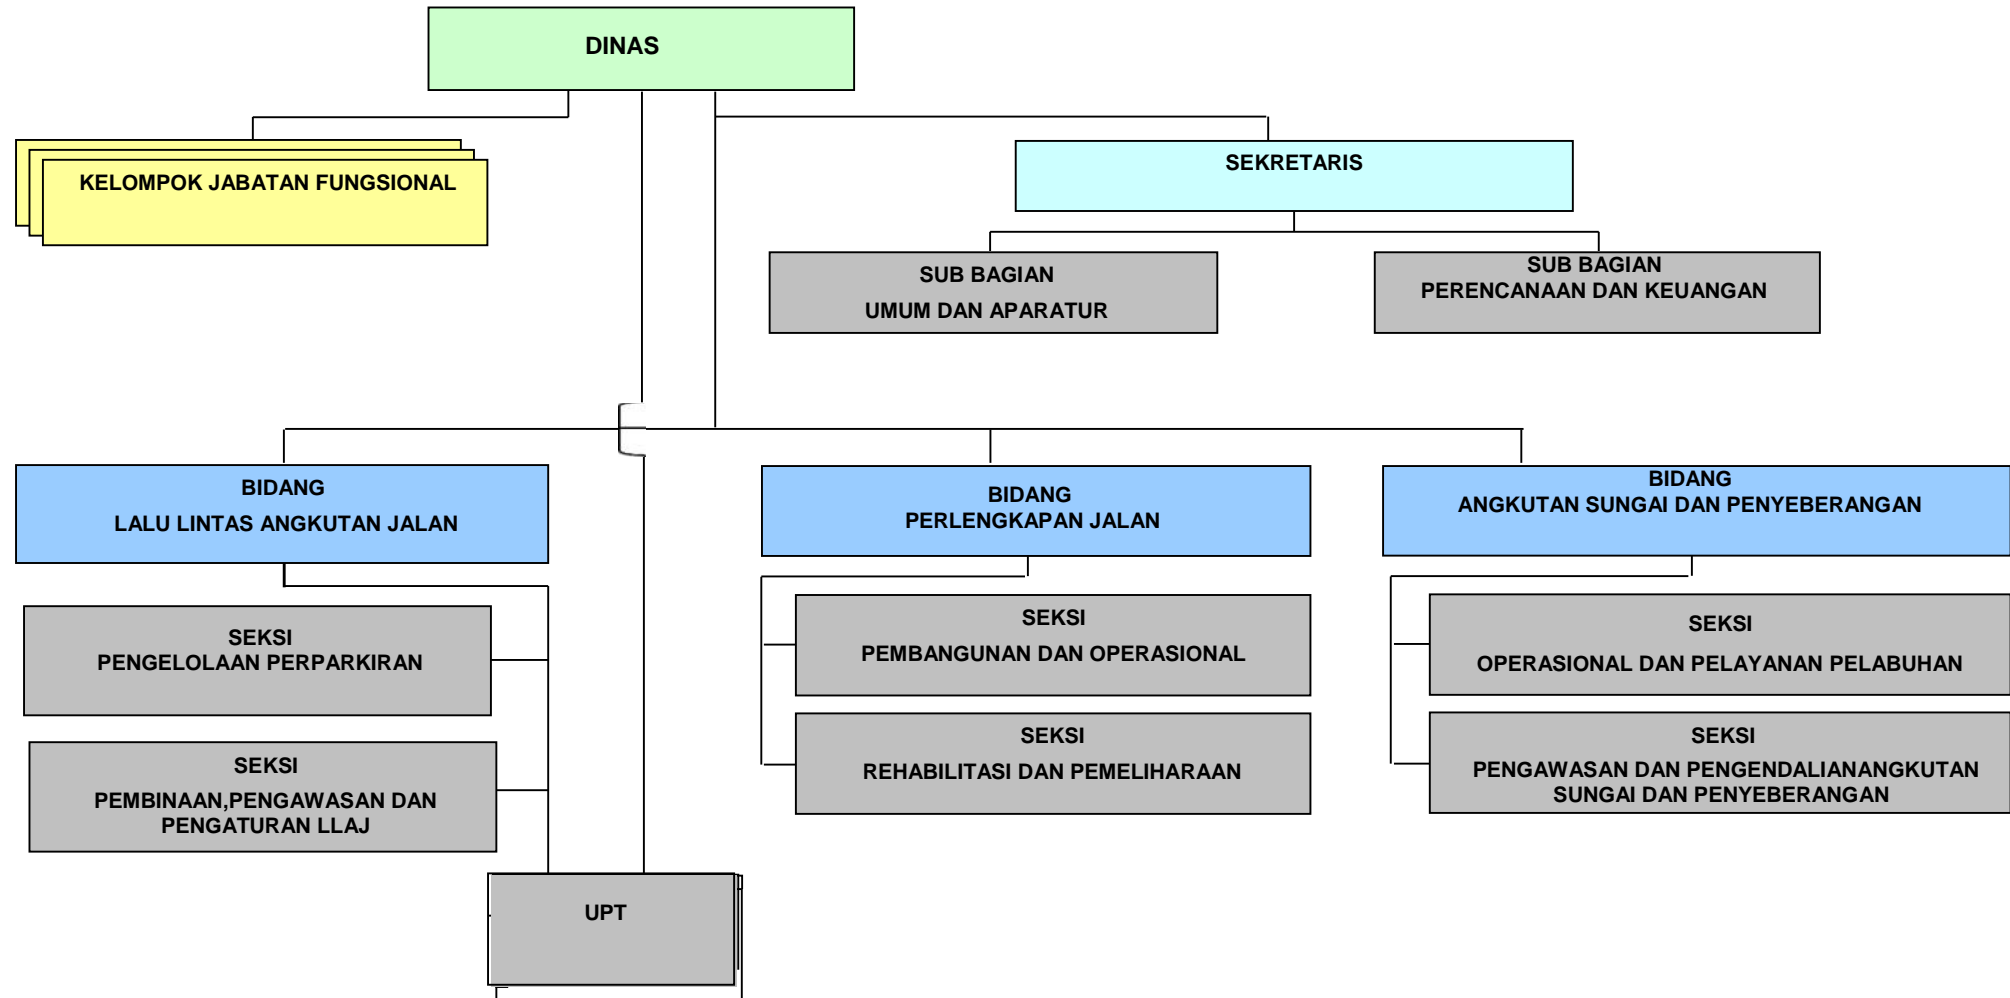 DINAS
KELOMPOK JABATAN FUNGSIONAL
SEKRETARIS
SUB BAGIAN
UMUM DAN APARATUR
SUB BAGIAN
PERENCANAAN DAN KEUANGAN
BIDANG
LALU LINTAS ANGKUTAN JALAN
BIDANG
PERLENGKAPAN JALAN
BIDANG
ANGKUTAN SUNGAI DAN PENYEBERANGAN
SEKSI
PENGELOLAAN PERPARKIRAN
SEKSI
PEMBANGUNAN DAN OPERASIONAL
SEKSI
OPERASIONAL DAN PELAYANAN PELABUHAN
SEKSI
PEMBINAAN,PENGAWASAN DAN
PENGATURAN LLAJ
SEKSI
REHABILITASI DAN PEMELIHARAAN
SEKSI
PENGAWASAN DAN PENGENDALIANANGKUTAN
SUNGAI DAN PENYEBERANGAN
UPT